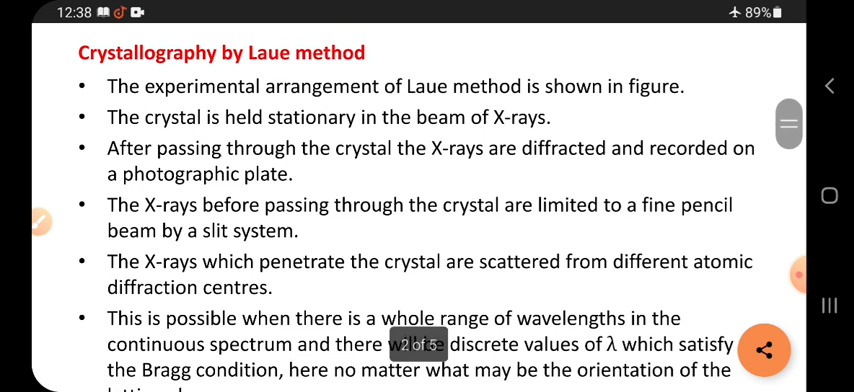 12:38
89%
Crystallography by Laue method
• The experimental arrangement of Laue method is shown in figure.
• The crystal is held stationary in the beam of X-rays.
• After passing through the crystal the X-rays are diffracted and recorded on
a photographic plate.
• The X-rays before passing through the crystal are limited to a fine pencil
beam by a slit system.
• The X-rays which penetrate the crystal are scattered from different atomic
diffraction centres.
• This is possible when there is a whole range of wavelengths in the
continuous spectrum and there will be discrete values of λ which satisfy
2 of 5
the Bragg condition, here no matter what may be the orientation of the